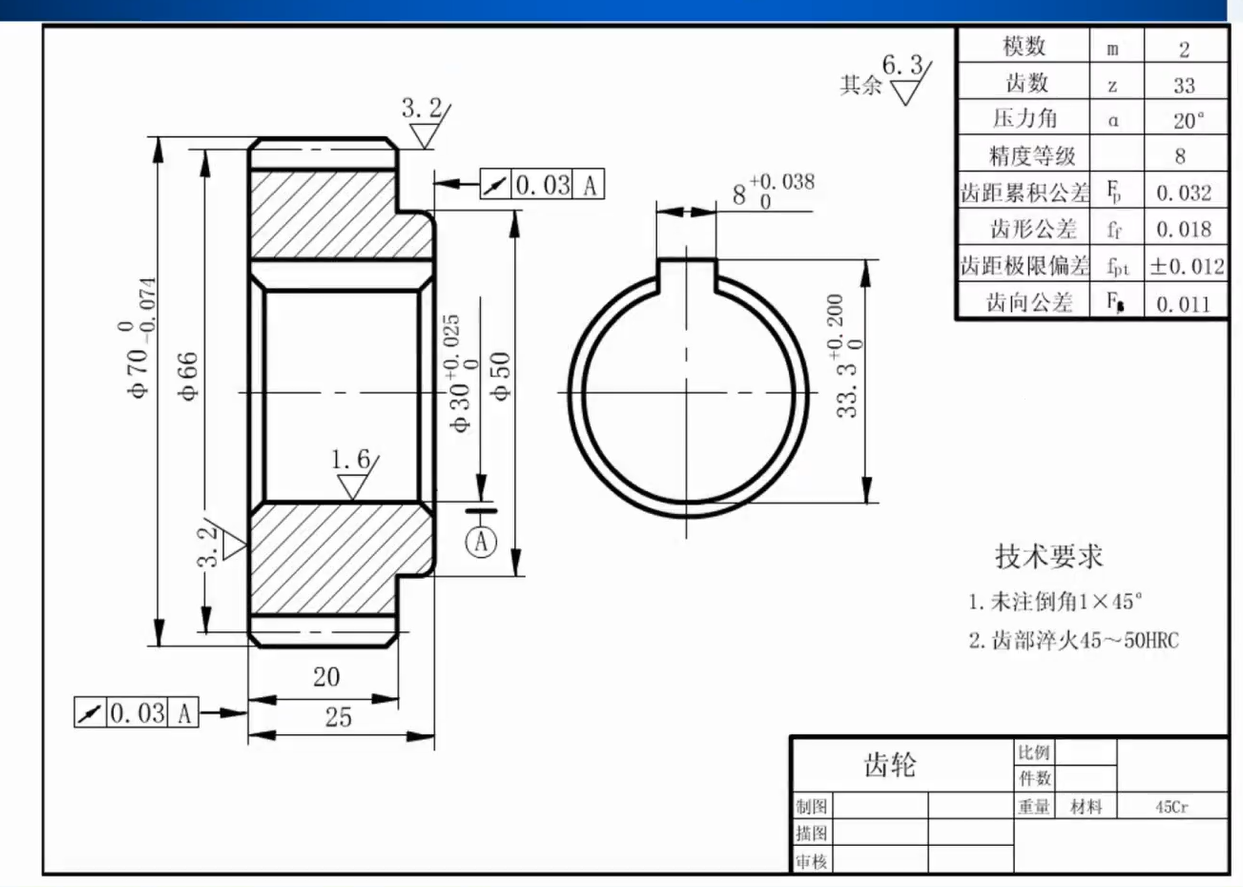 其余 6.3
模数 m 2
齿数 z 33
压力角 α 20°
精度等级 8
齿距累积公差 Fp 0.032
齿形公差 ff 0.018
齿距极限偏差 fpt ±0.012
齿向公差 Fβ 0.011
3.2
0.03 A
8 +0.038 0
φ70 0 -0.074
φ66
φ30 +0.025 0
φ50
33.3 +0.200 0
1.6
3.2
A
20
25
0.03 A
技术要求
1.未注倒角1×45°
2.齿部淬火45～50HRC
齿轮
比例
件数
制图 重量 材料 45Cr
描图
审核